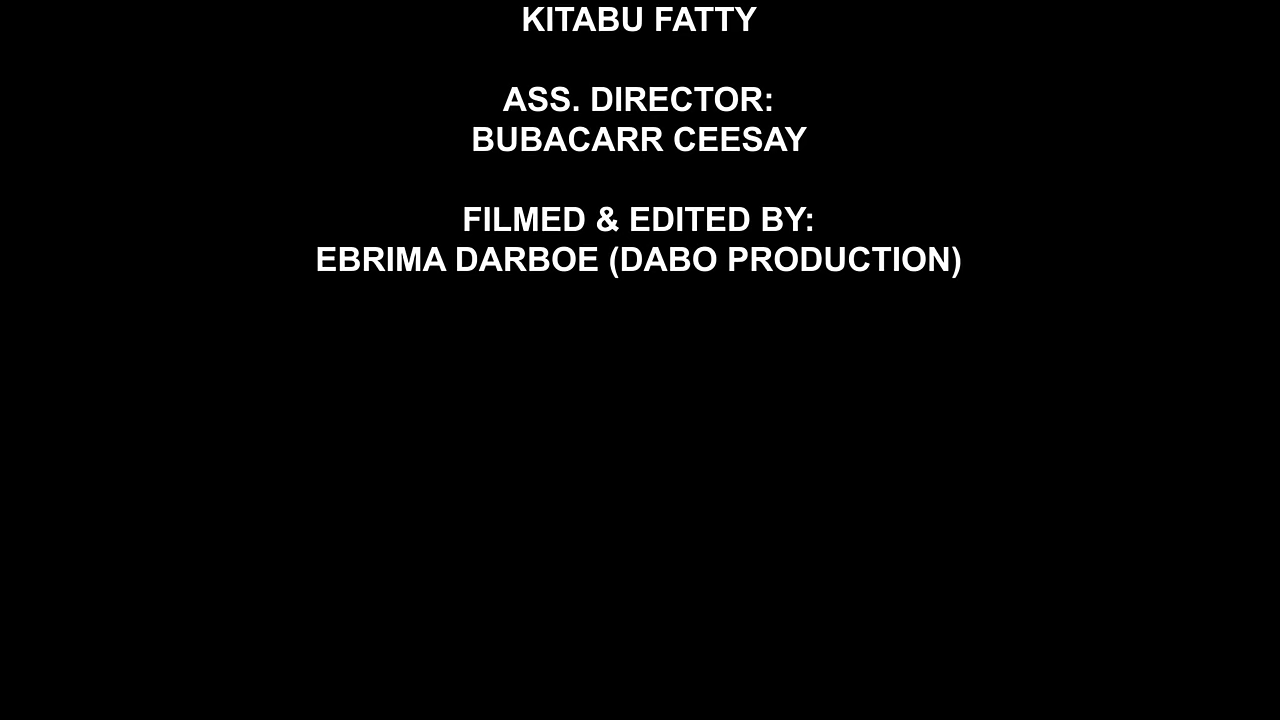 KITABU FATTY
ASS. DIRECTOR:
BUBACARR CEESAY
FILMED & EDITED BY:
EBRIMA DARBOE (DABO PRODUCTION)